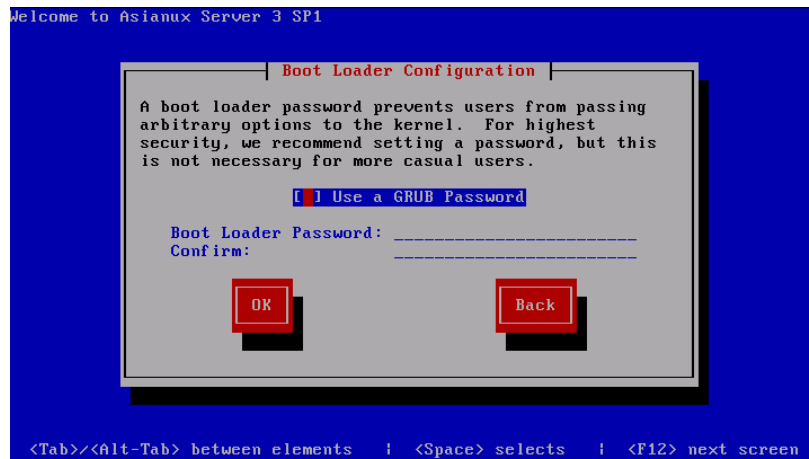 Welcome to Asianux Server 3 SP1
Boot Loader Configuration
A boot loader password prevents users from passing
arbitrary options to the kernel.  For highest
security, we recommend setting a password, but this
is not necessary for more casual users.
[ ] Use a GRUB Password
Boot Loader Password: ________________________
Confirm: ________________________
OK Back
<Tab>/<Alt-Tab> between elements | <Space> selects | <F12> next screen